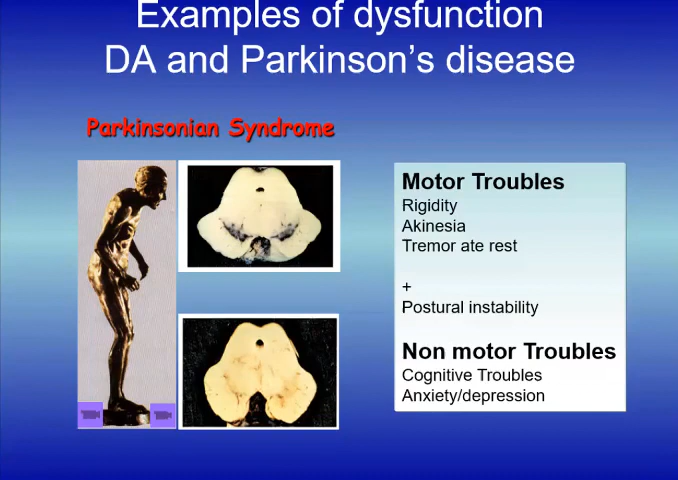 Examples of dysfunction
DA and Parkinson's disease
Parkinsonian Syndrome
Motor Troubles
Rigidity
Akinesia
Tremor ate rest
+
Postural instability
Non motor Troubles
Cognitive Troubles
Anxiety/depression